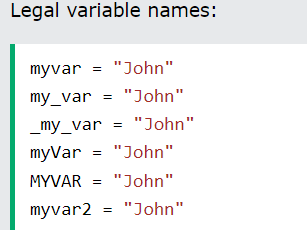 Legal variable names:
myvar = "John"
my_var = "John"
_my_var = "John"
myVar = "John"
MYVAR = "John"
myvar2 = "John"